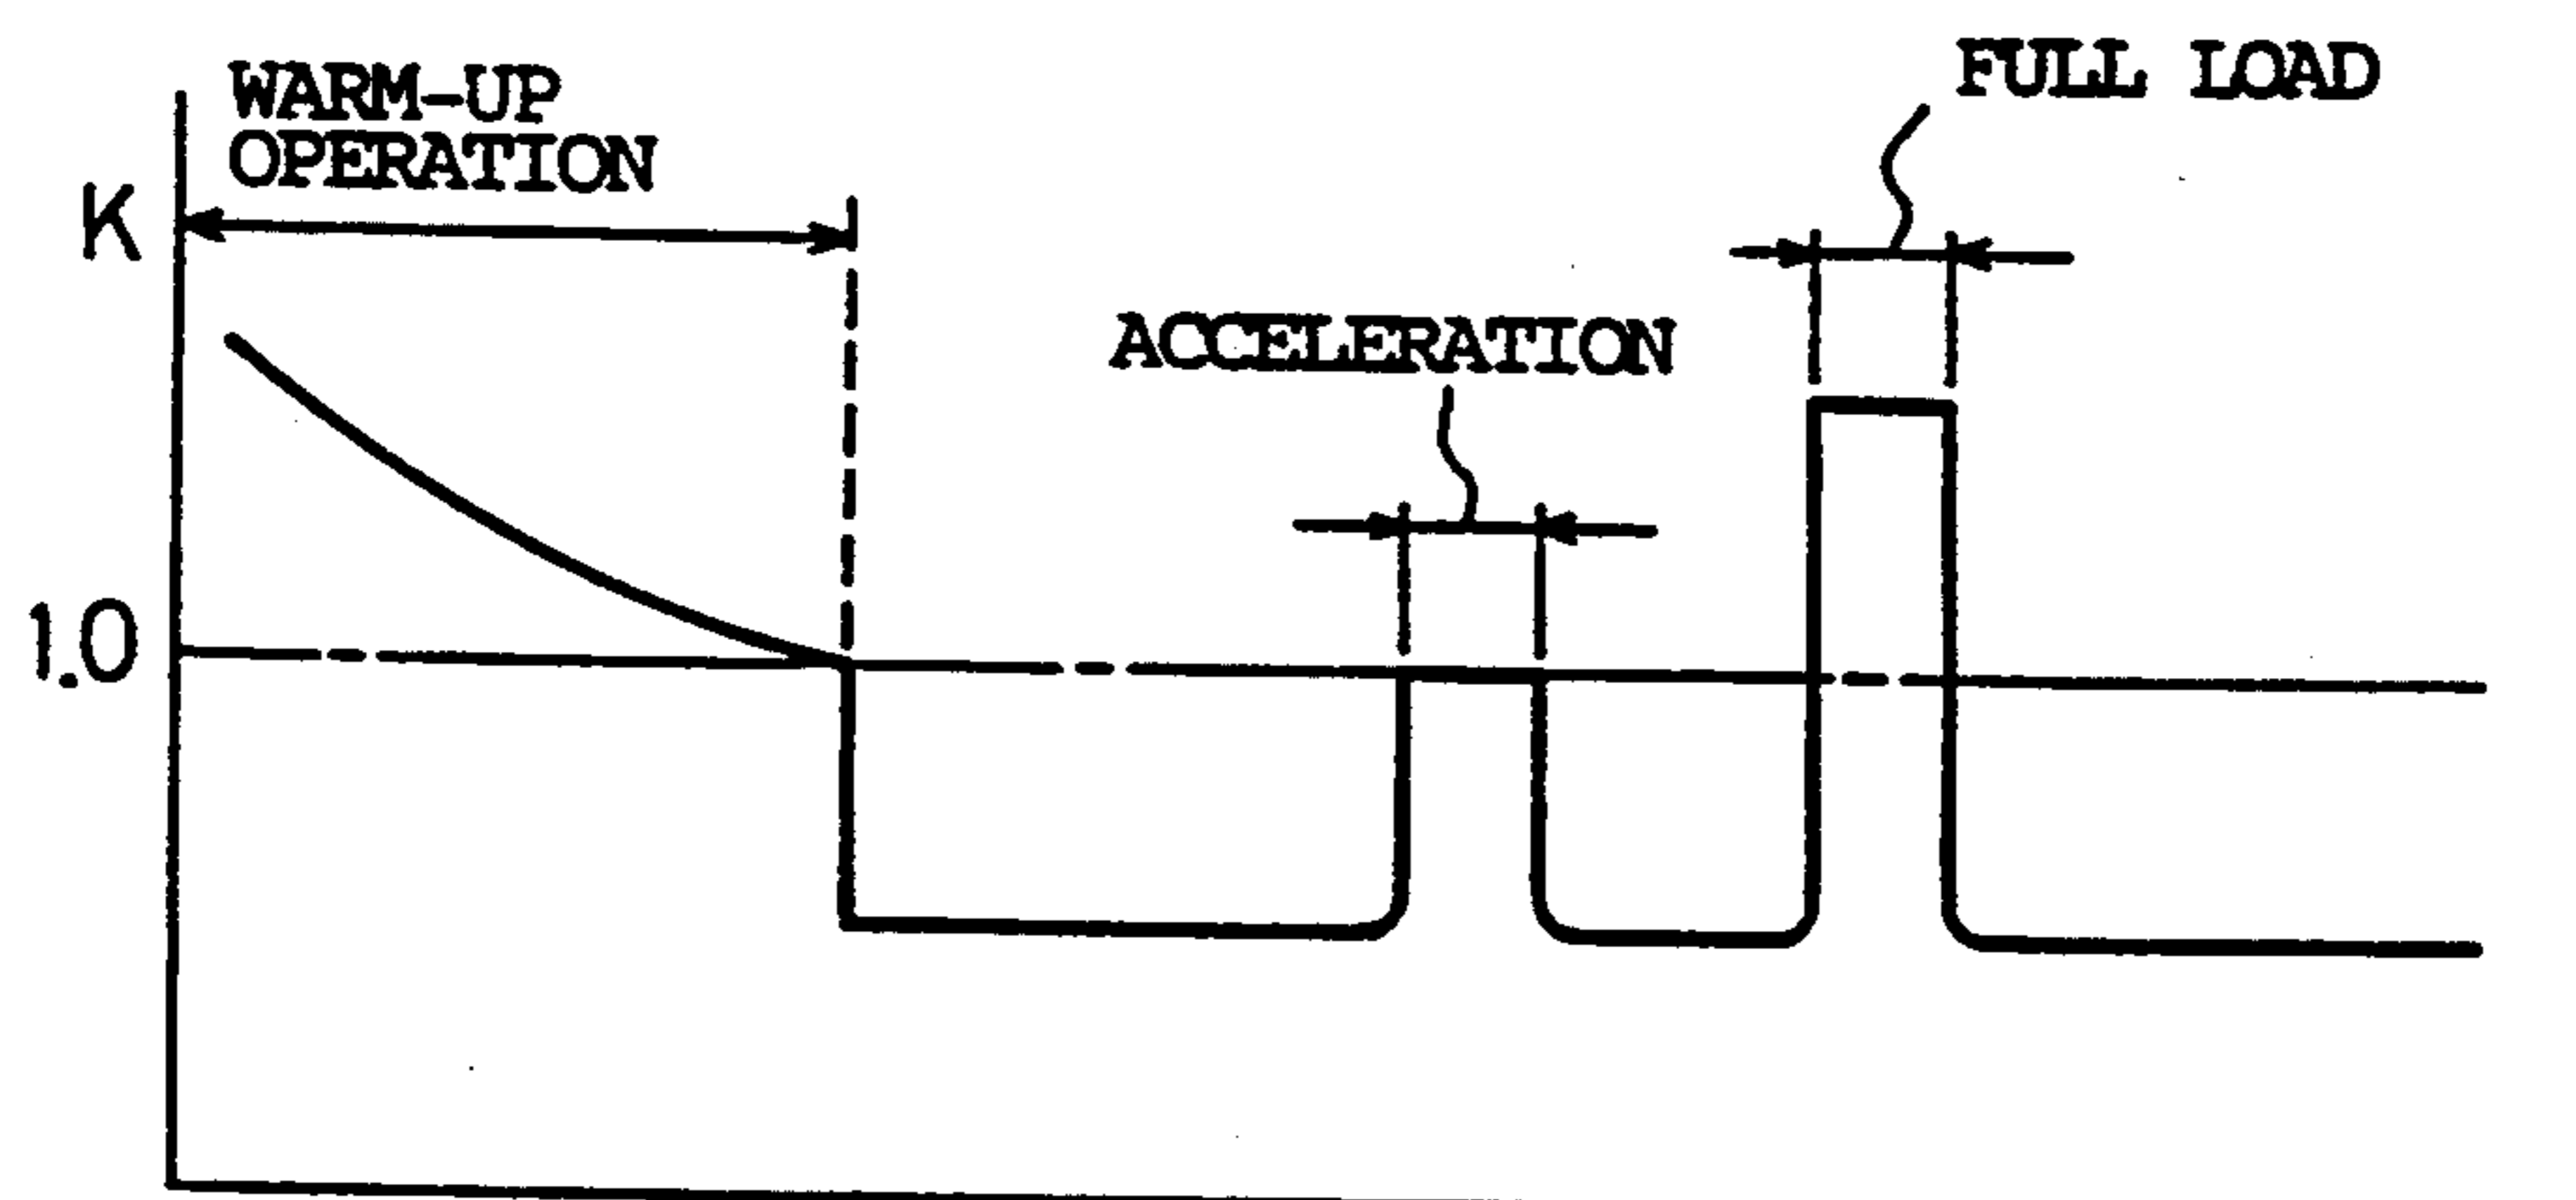 WARM-UP
OPERATION
FULL LOAD
K
ACCELERATION
1.0